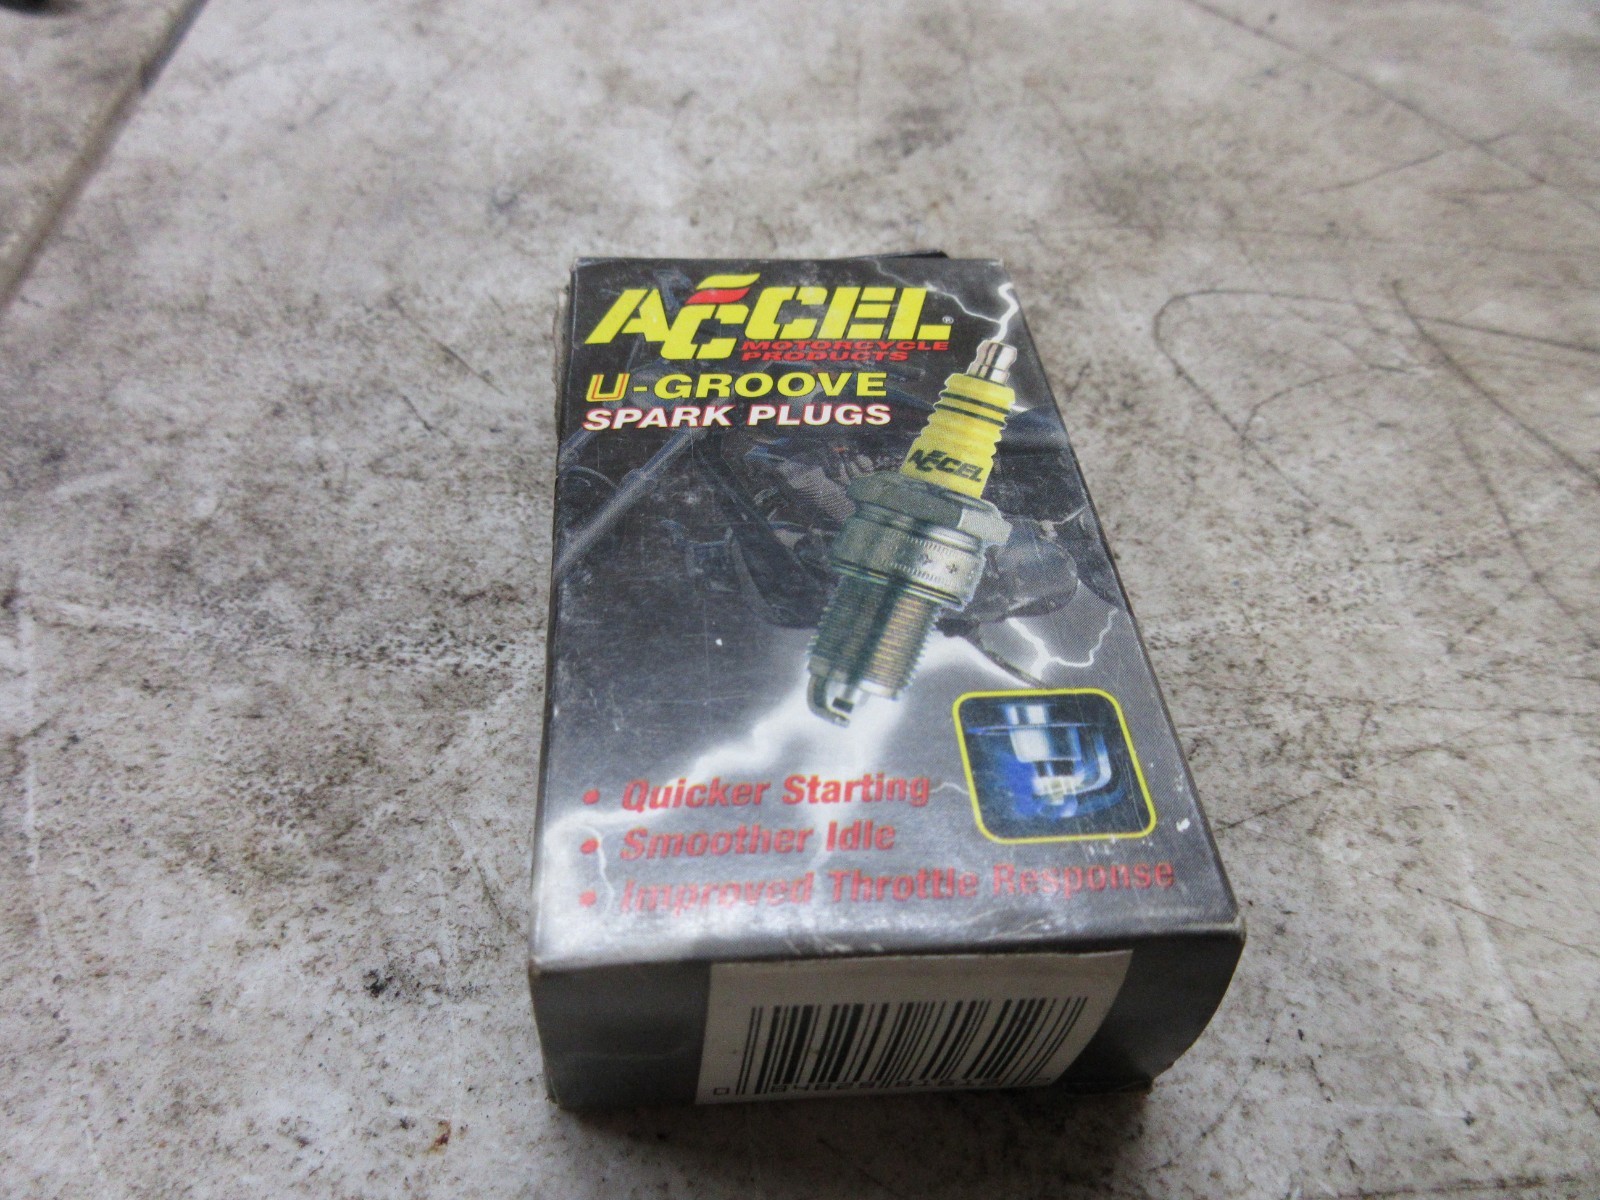 ACCEL®
MOTORCYCLE
PRODUCTS
U-GROOVE
SPARK PLUGS
ACCEL
• Quicker Starting
• Smoother Idle
• Improved Throttle Response